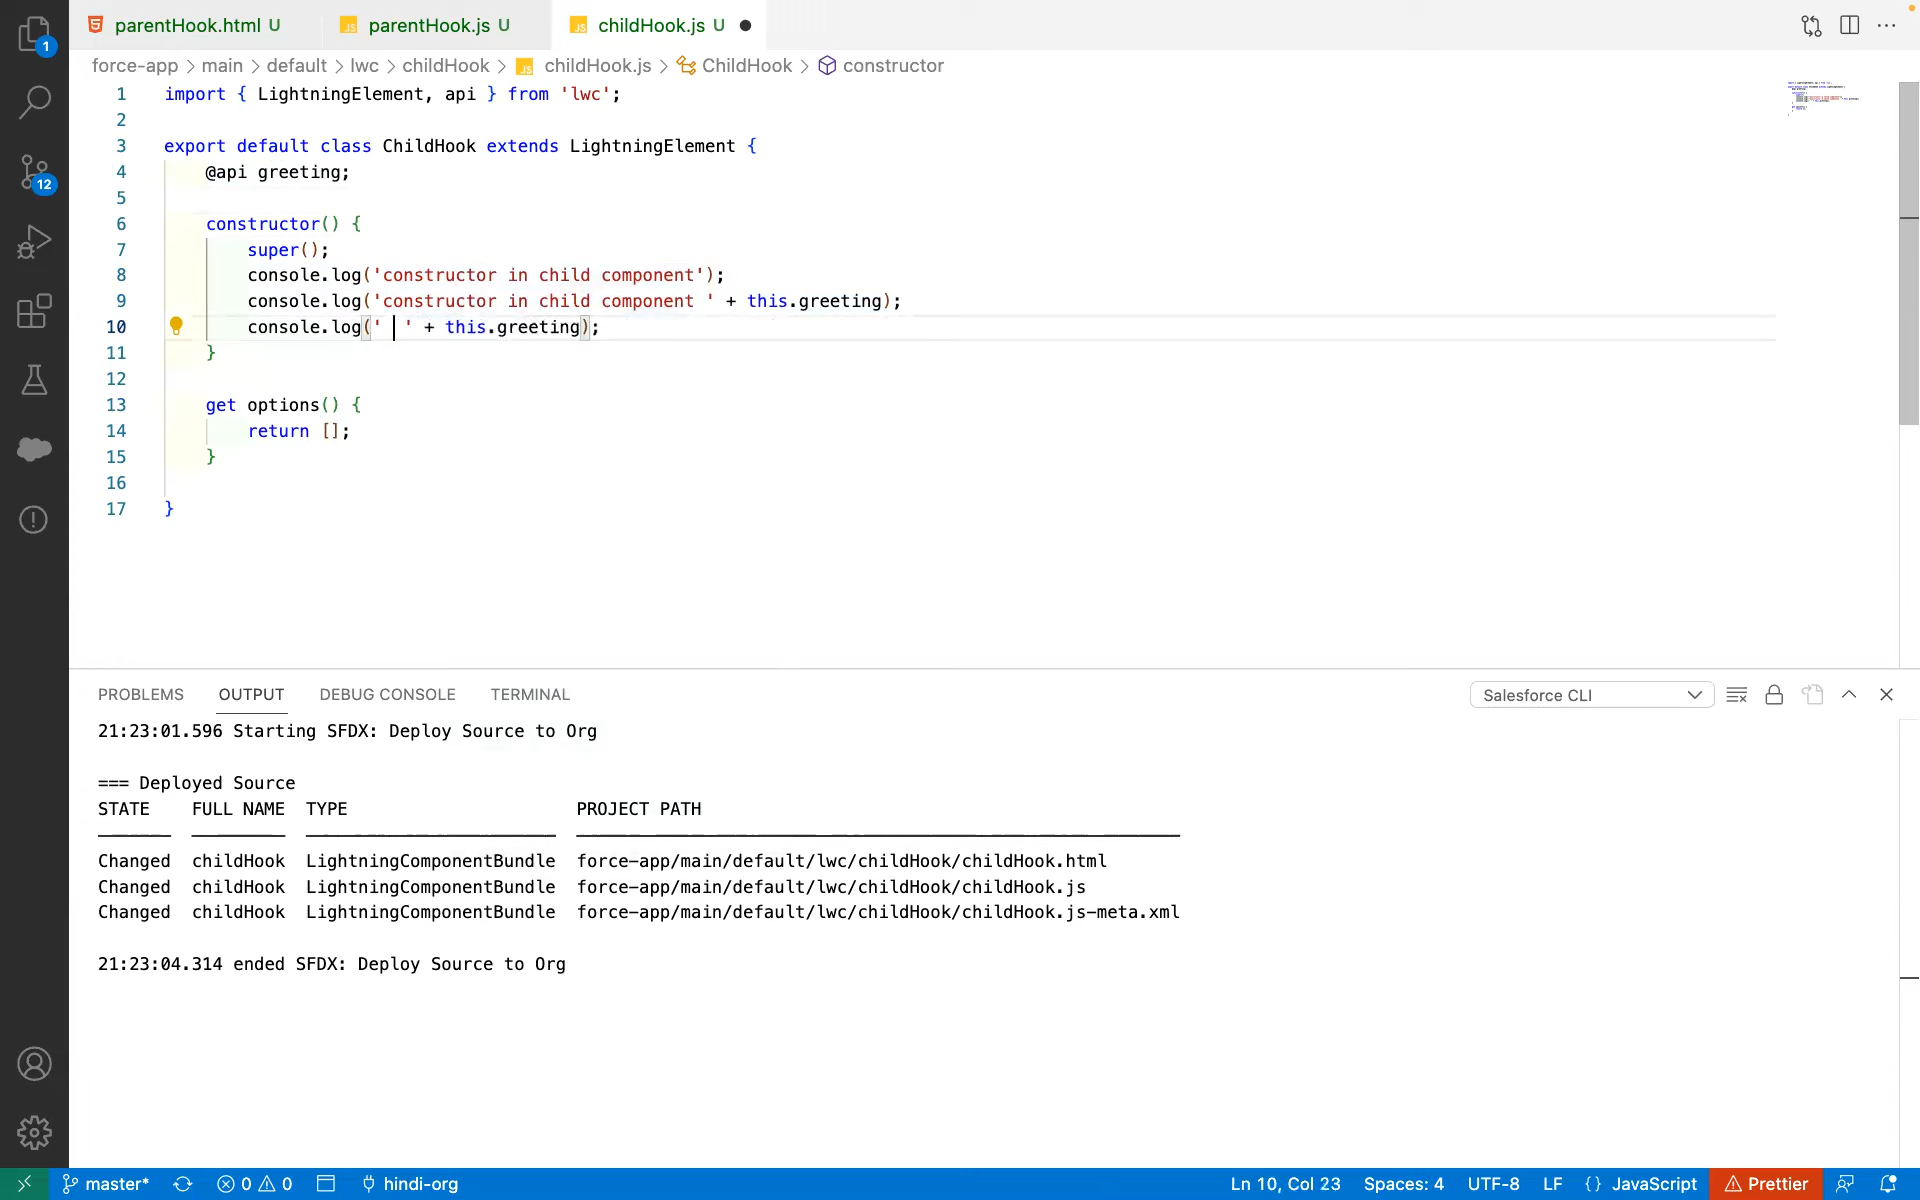 parentHook.html U
JS parentHook.js U
JS childHook.js U
force-app > main > default > lwc > childHook > JS childHook.js > ChildHook > constructor
1 import { LightningElement, api } from 'lwc';
2
3 export default class ChildHook extends LightningElement {
4 @api greeting;
5
6 constructor() {
7 super();
8 console.log('constructor in child component');
9 console.log('constructor in child component ' + this.greeting);
10 console.log('  ' + this.greeting);
11 }
12
13 get options() {
14 return [];
15 }
16
17 }
1
12
PROBLEMS OUTPUT DEBUG CONSOLE TERMINAL
Salesforce CLI
21:23:01.596 Starting SFDX: Deploy Source to Org
=== Deployed Source
STATE FULL NAME TYPE PROJECT PATH
Changed childHook LightningComponentBundle force-app/main/default/lwc/childHook/childHook.html
Changed childHook LightningComponentBundle force-app/main/default/lwc/childHook/childHook.js
Changed childHook LightningComponentBundle force-app/main/default/lwc/childHook/childHook.js-meta.xml
21:23:04.314 ended SFDX: Deploy Source to Org
master* 0 0 hindi-org Ln 10, Col 23 Spaces: 4 UTF-8 LF {} JavaScript Prettier